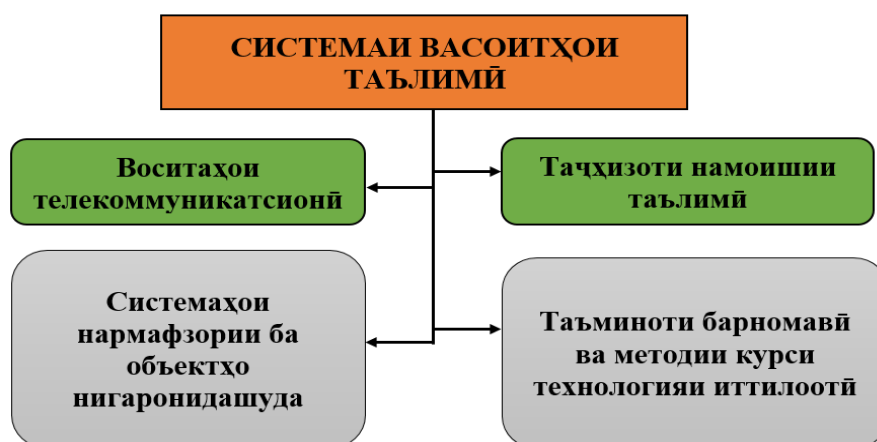 СИСТЕМАИ ВАСОИТҲОИ
ТАЪЛИМӢ
Воситаҳои
телекоммуникатсионӣ
Таҷҳизоти намоишии
таълимӣ
Системаҳои
нармафзории ба
объектҳо
нигаронидашуда
Таъминоти барномавӣ
ва методии курси
технологияи иттилоотӣ